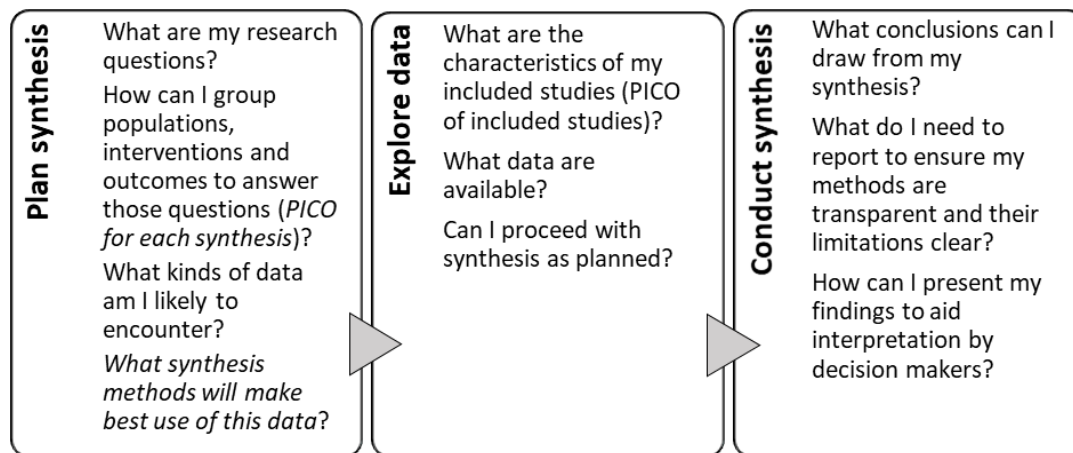 Plan synthesis
What are my research
questions?
How can I group
populations,
interventions and
outcomes to answer
those questions (PICO
for each synthesis)?
What kinds of data
am I likely to
encounter?
What synthesis
methods will make
best use of this data?
Explore data
What are the
characteristics of my
included studies (PICO
of included studies)?
What data are
available?
Can I proceed with
synthesis as planned?
Conduct synthesis
What conclusions can I
draw from my
synthesis?
What do I need to
report to ensure my
methods are
transparent and their
limitations clear?
How can I present my
findings to aid
interpretation by
decision makers?